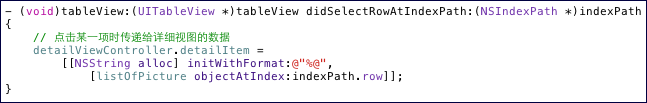 - (void)tableView:(UITableView *)tableView didSelectRowAtIndexPath:(NSIndexPath *)indexPath
{
// 点击某一项时传递给详细视图的数据
detailViewController.detailItem =
[[NSString alloc] initWithFormat:@"%@",
[listOfPicture objectAtIndex:indexPath.row]];
}